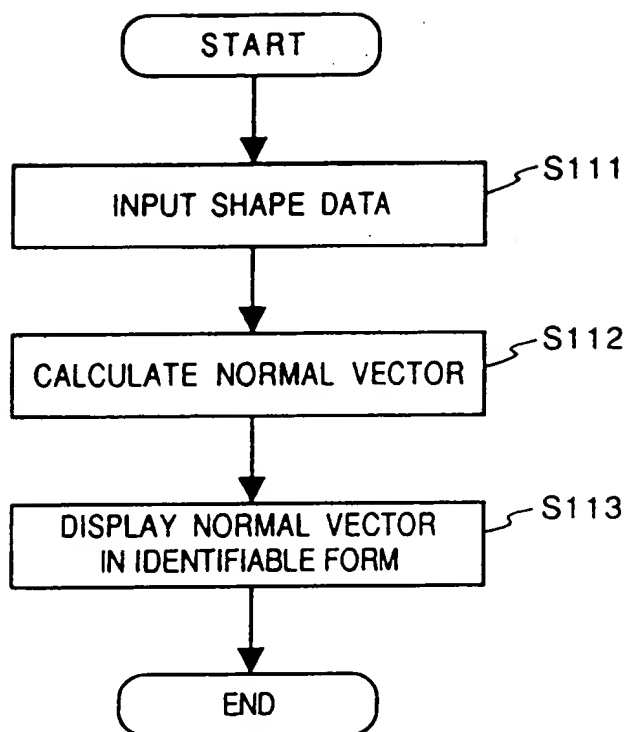 START
S111
INPUT SHAPE DATA
S112
CALCULATE NORMAL VECTOR
S113
DISPLAY NORMAL VECTOR
IN IDENTIFIABLE FORM
END